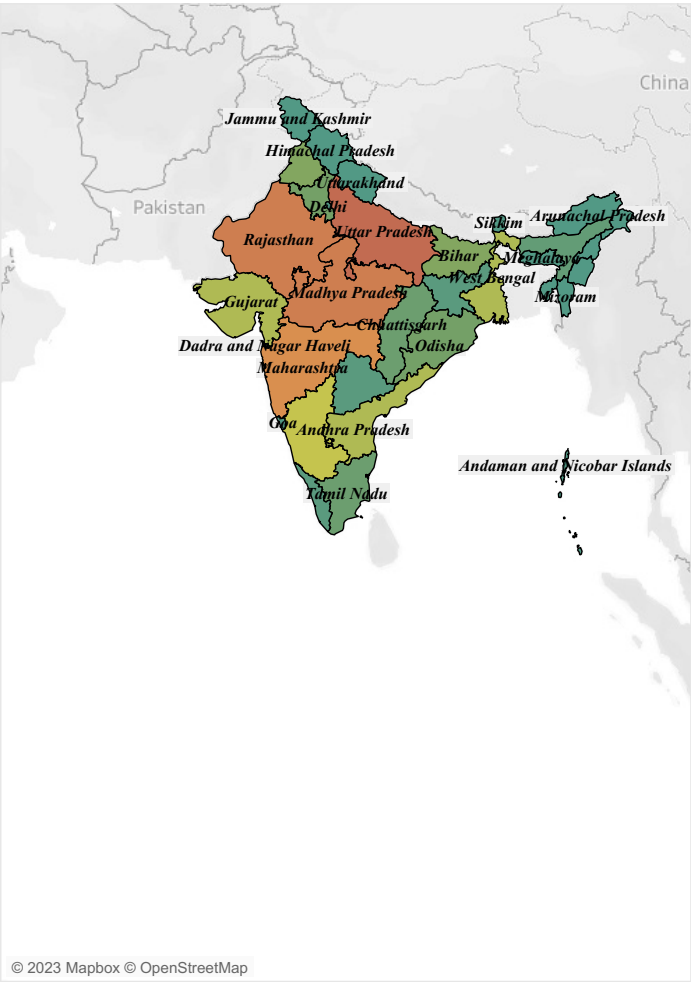 China
Jammu and Kashmir
Himachal Pradesh
Uttarakhand
Pakistan
Delhi
Arunachal Pradesh
Sikkim
Uttar Pradesh
Rajasthan
Bihar
Meghalaya
West Bengal
Madhya Pradesh
Mizoram
Gujarat
Chhattisgarh
Dadra and Nagar Haveli
Odisha
Maharashtra
Goa
Andhra Pradesh
Andaman and Nicobar Islands
Tamil Nadu
© 2023 Mapbox © OpenStreetMap